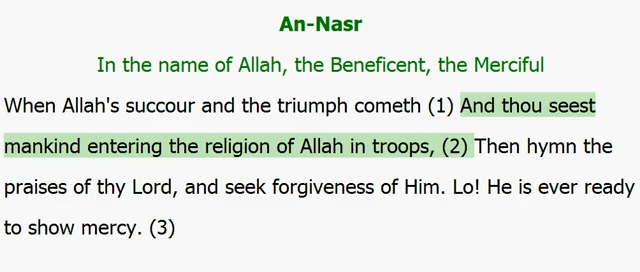 An-Nasr
In the name of Allah, the Beneficent, the Merciful
When Allah's succour and the triumph cometh (1) And thou seest
mankind entering the religion of Allah in troops, (2) Then hymn the
praises of thy Lord, and seek forgiveness of Him. Lo! He is ever ready
to show mercy. (3)